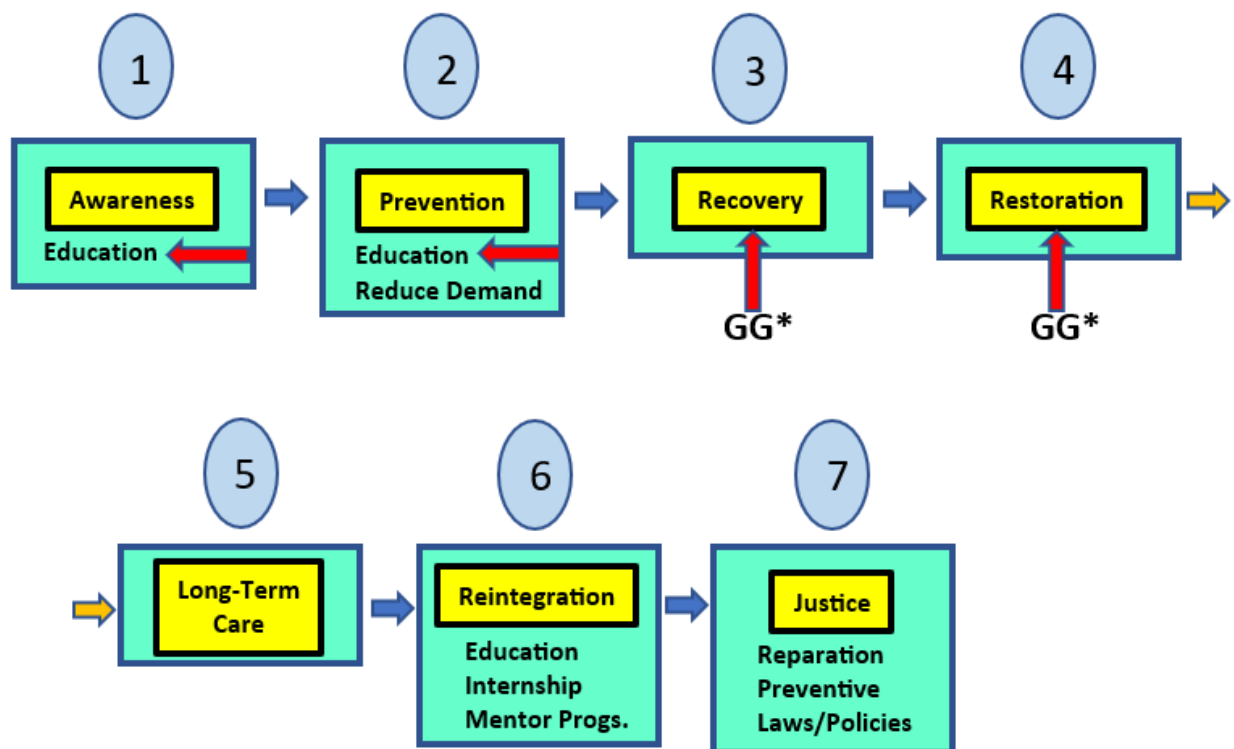 1
2
3
4
Awareness
Education
Prevention
Education
Reduce Demand
Recovery
GG*
Restoration
GG*
5
6
7
Long-Term
Care
Reintegration
Education
Internship
Mentor Progs.
Justice
Reparation
Preventive
Laws/Policies